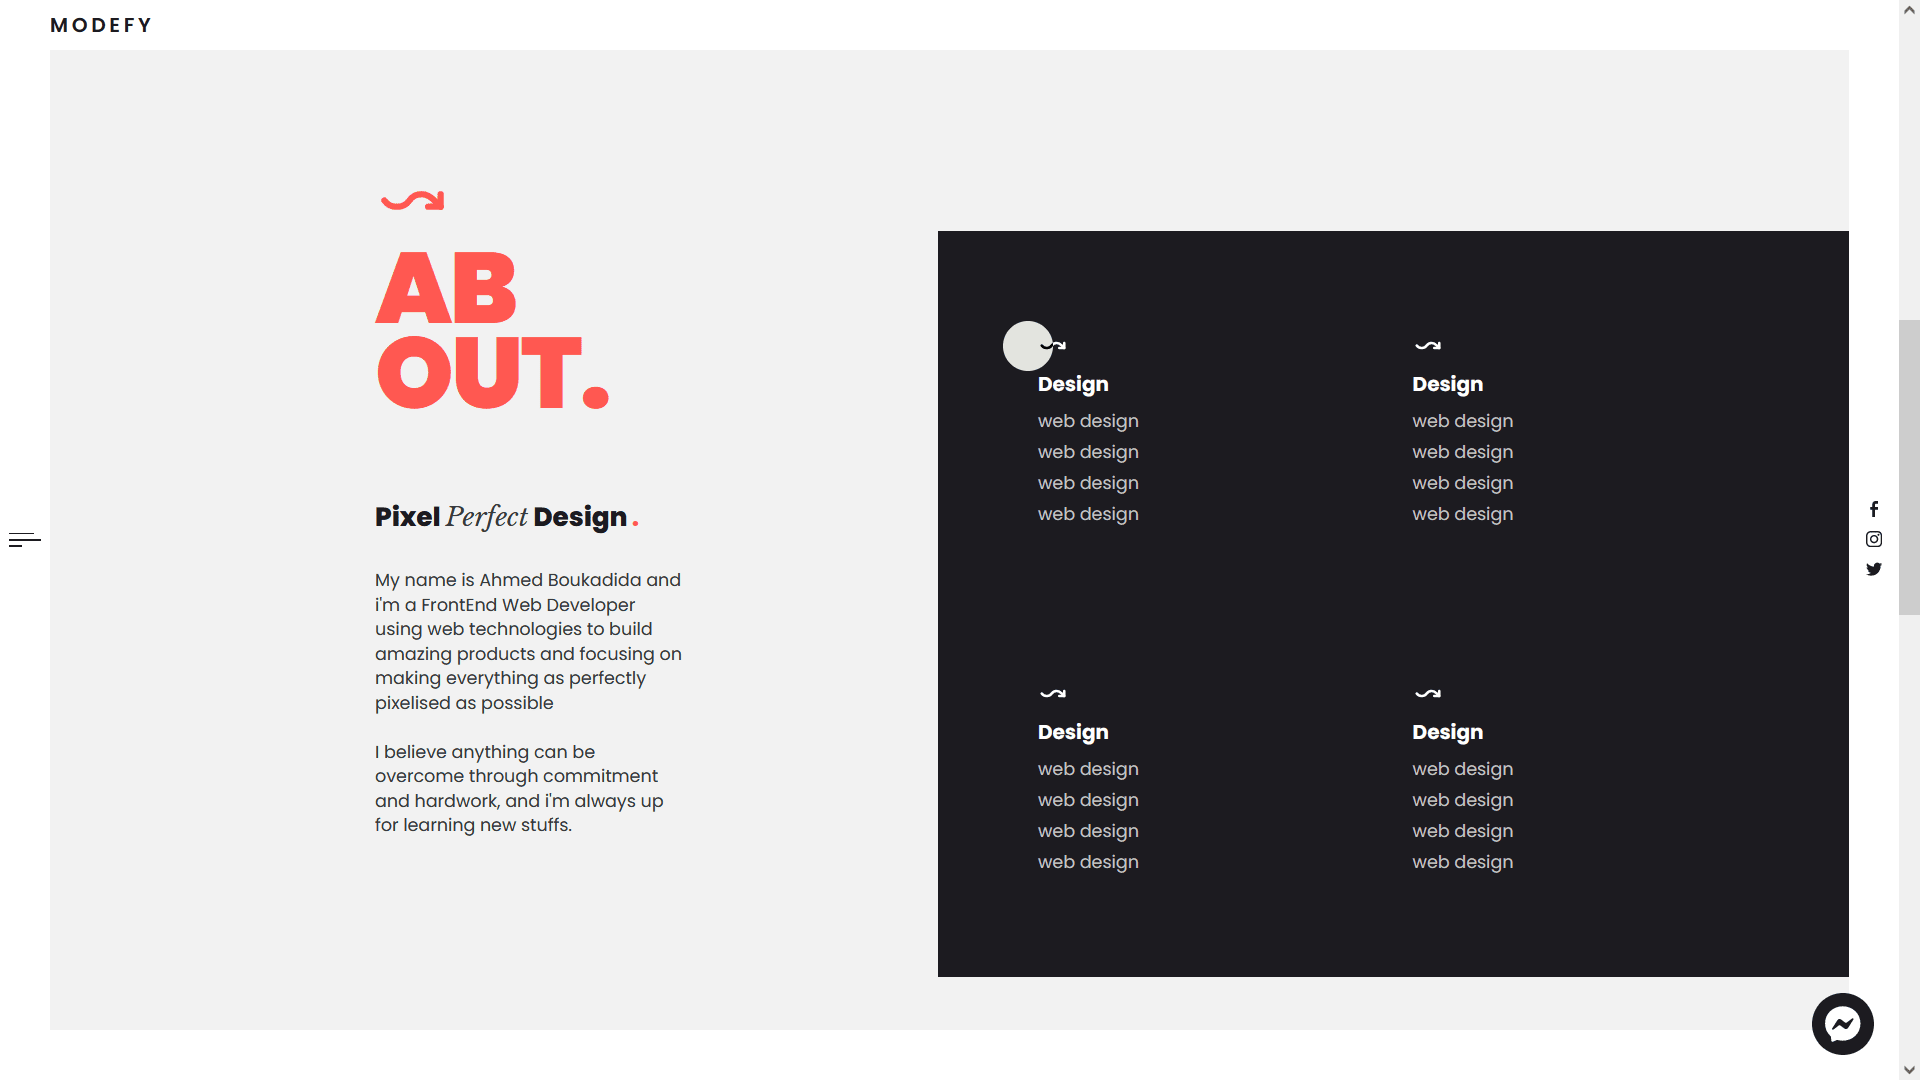 MODEFY
AB
OUT.
Pixel Perfect Design .
My name is Ahmed Boukadida and
i'm a FrontEnd Web Developer
using web technologies to build
amazing products and focusing on
making everything as perfectly
pixelised as possible
I believe anything can be
overcome through commitment
and hardwork, and i'm always up
for learning new stuffs.
Design
web design
web design
web design
web design
Design
web design
web design
web design
web design
Design
web design
web design
web design
web design
Design
web design
web design
web design
web design